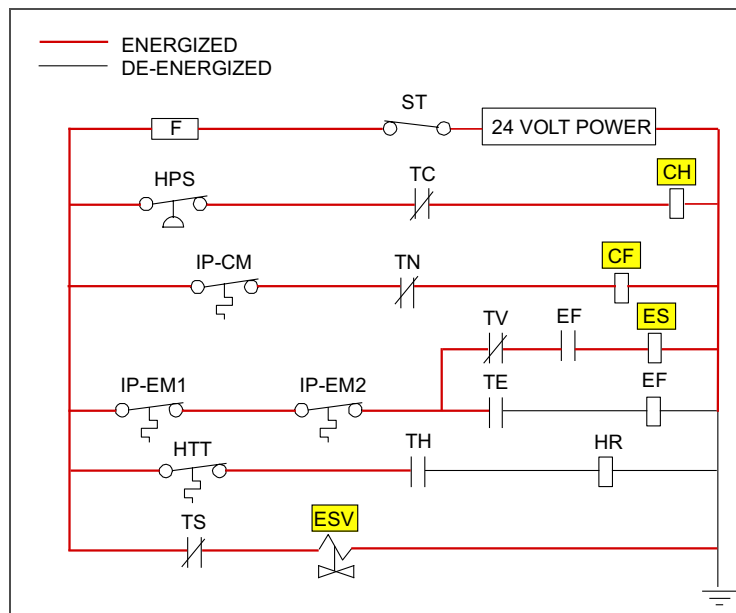 ENERGIZED
DE-ENERGIZED
F
ST
24 VOLT POWER
HPS
TC
CH
IP-CM
TN
CF
TV
EF
ES
IP-EM1
IP-EM2
TE
EF
HTT
TH
HR
TS
ESV